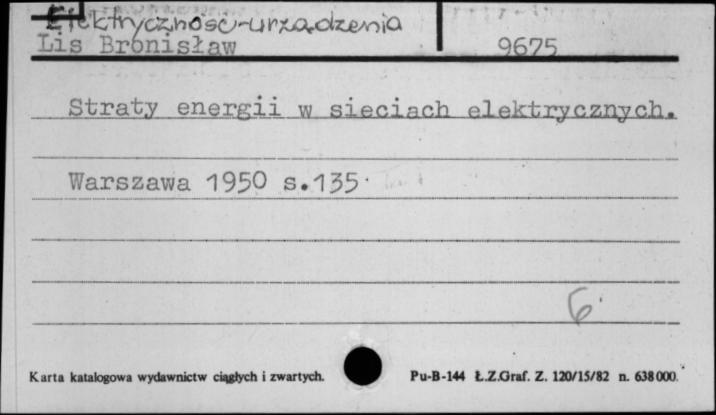 Elektryczność-urządzenia
Lis Bronisław 9675
Straty energii w sieciach elektrycznych.
Warszawa 1950 s.135
6
Karta katalogowa wydawnictw ciągłych i zwartych. Pu-B-144 Ł.Z.Graf. Z. 120/15/82 n. 638000.